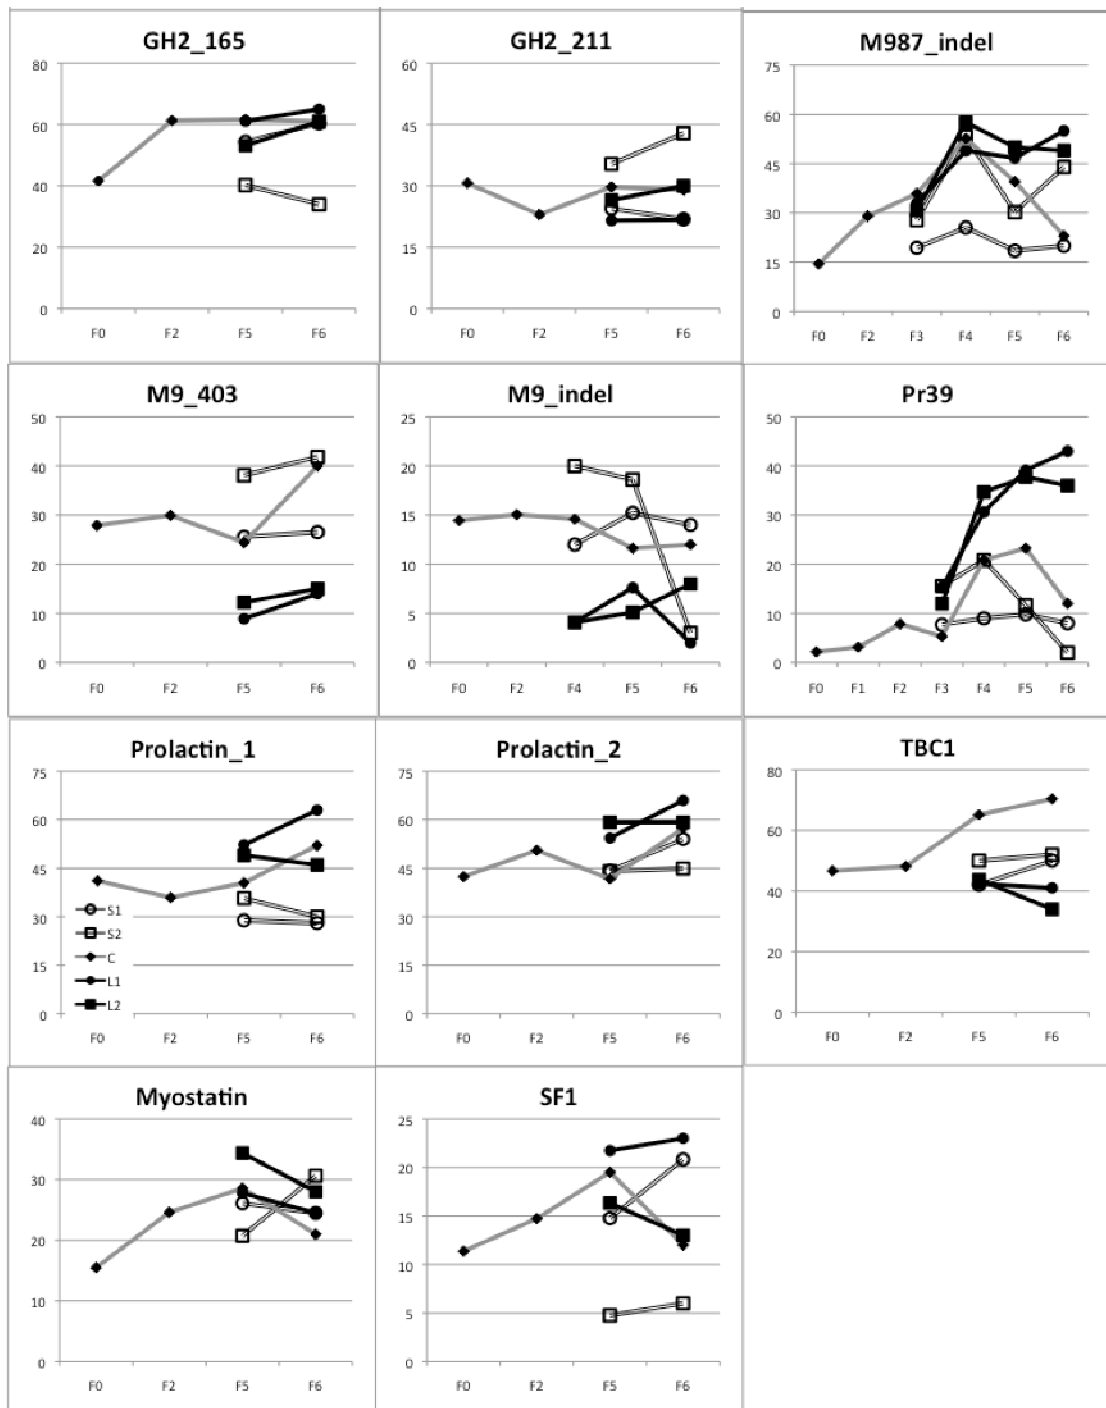 GH2_165
80
60
40
20
0
F0 F2 F5 F6
GH2_211
60
45
30
15
0
F0 F2 F5 F6
M987_indel
75
60
45
30
15
0
F0 F2 F3 F4 F5 F6
M9_403
50
40
30
20
10
0
F0 F2 F5 F6
M9_indel
25
20
15
10
5
0
F0 F2 F4 F5 F6
Pr39
50
40
30
20
10
0
F0 F1 F2 F3 F4 F5 F6
Prolactin_1
75
60
45
30
15
0
S1
S2
C
L1
L2
F0 F2 F5 F6
Prolactin_2
75
60
45
30
15
0
F0 F2 F5 F6
TBC1
80
60
40
20
0
F0 F2 F5 F6
Myostatin
40
30
20
10
0
F0 F2 F5 F6
SF1
25
20
15
10
5
0
F0 F2 F5 F6